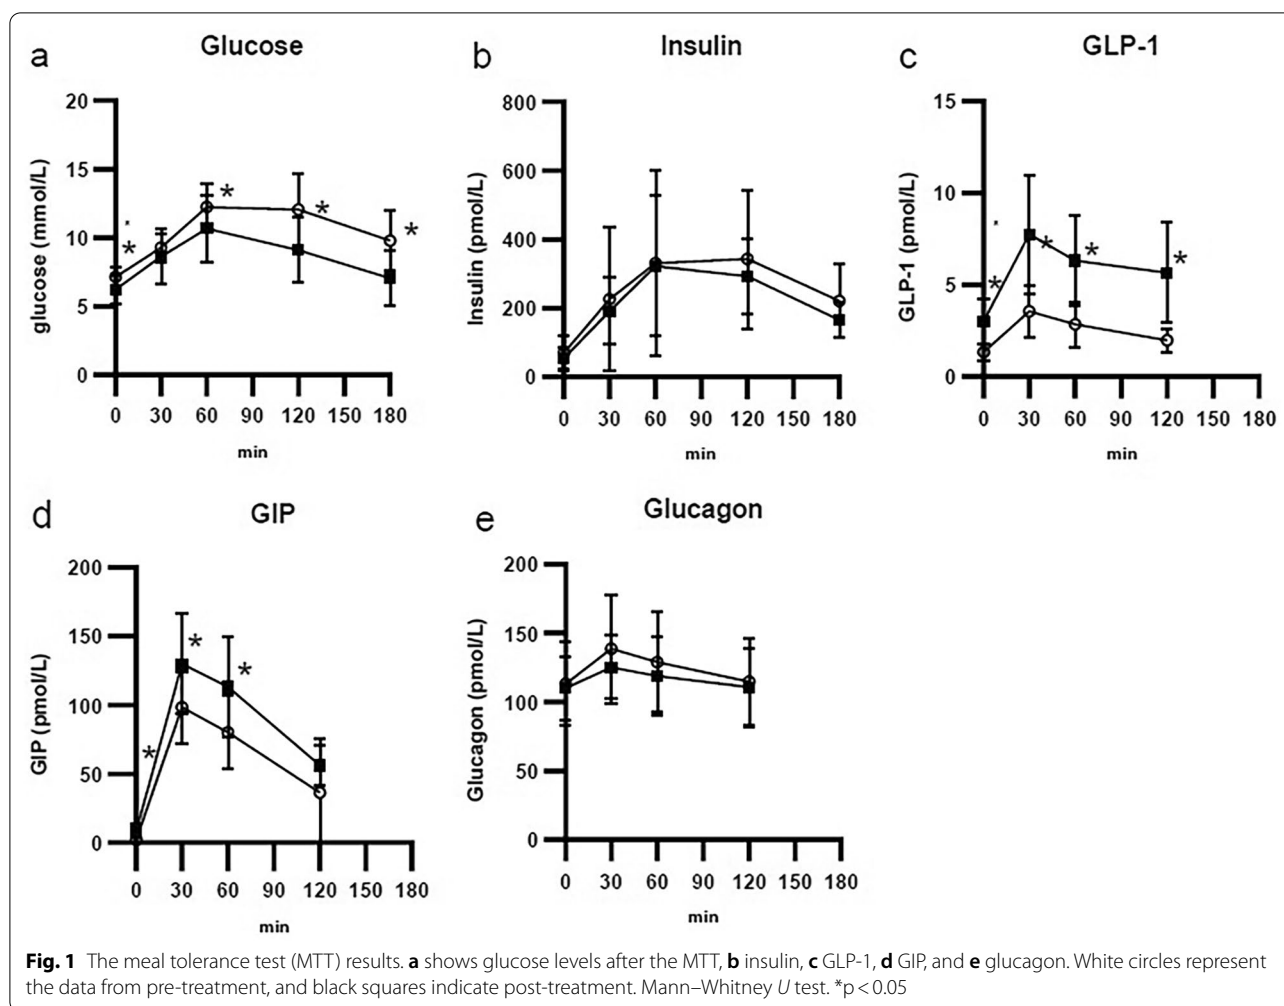 a
Glucose
glucose (mmol/L)
20
15
10
5
0
*
*
*
*
0 30 60 90 120 150 180
min
b
Insulin
Insulin (pmol/L)
800
600
400
200
0
0 30 60 90 120 150 180
min
c
GLP-1
GLP-1 (pmol/L)
15
10
5
0
*
*
*
*
0 30 60 90 120 150 180
min
d
GIP
GIP (pmol/L)
200
150
100
50
0
*
*
*
0 30 60 90 120 150 180
min
e
Glucagon
Glucagon (pmol/L)
200
150
100
50
0
0 30 60 90 120 150 180
min
Fig. 1 The meal tolerance test (MTT) results. a shows glucose levels after the MTT, b insulin, c GLP-1, d GIP, and e glucagon. White circles represent
the data from pre-treatment, and black squares indicate post-treatment. Mann–Whitney U test. *p < 0.05